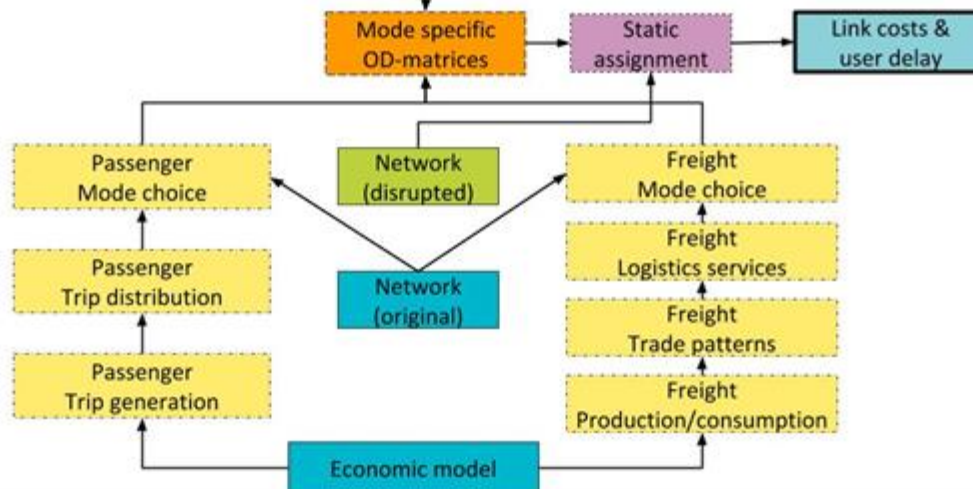 Mode specific
OD-matrices
Static
assignment
Link costs &
user delay
Passenger
Mode choice
Network
(disrupted)
Freight
Mode choice
Passenger
Trip distribution
Network
(original)
Freight
Logistics services
Freight
Trade patterns
Passenger
Trip generation
Freight
Production/consumption
Economic model